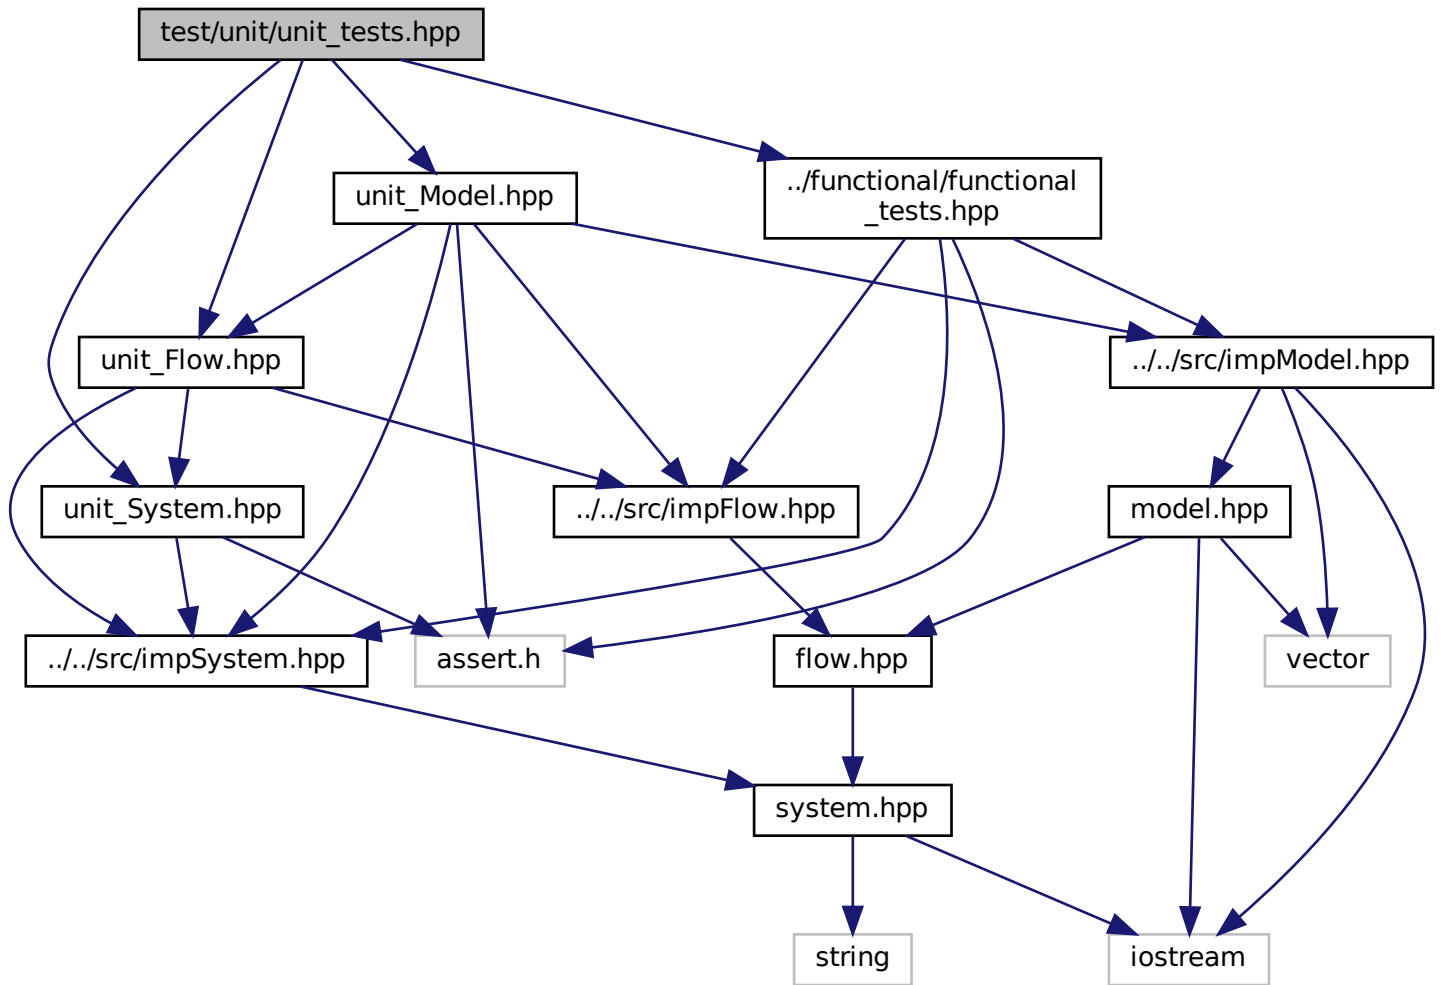 test/unit/unit_tests.hpp
unit_Model.hpp
../functional/functional
_tests.hpp
unit_Flow.hpp
../../src/impModel.hpp
unit_System.hpp
../../src/impFlow.hpp
model.hpp
../../src/impSystem.hpp
assert.h
flow.hpp
vector
system.hpp
string
iostream